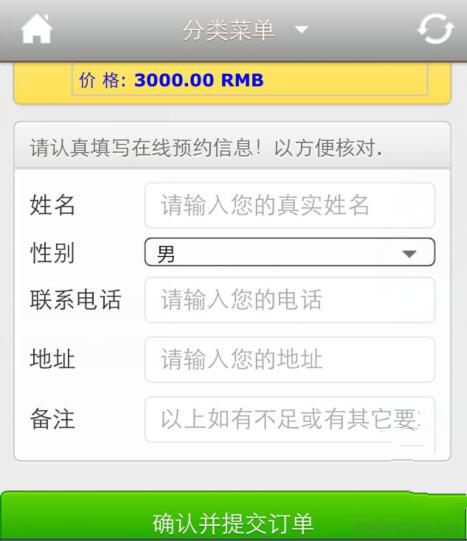 分类菜单
价 格: 3000.00 RMB
请认真填写在线预约信息！以方便核对.
姓名 请输入您的真实姓名
性别 男
联系电话 请输入您的电话
地址 请输入您的地址
备注 以上如有不足或有其它要
确认并提交订单